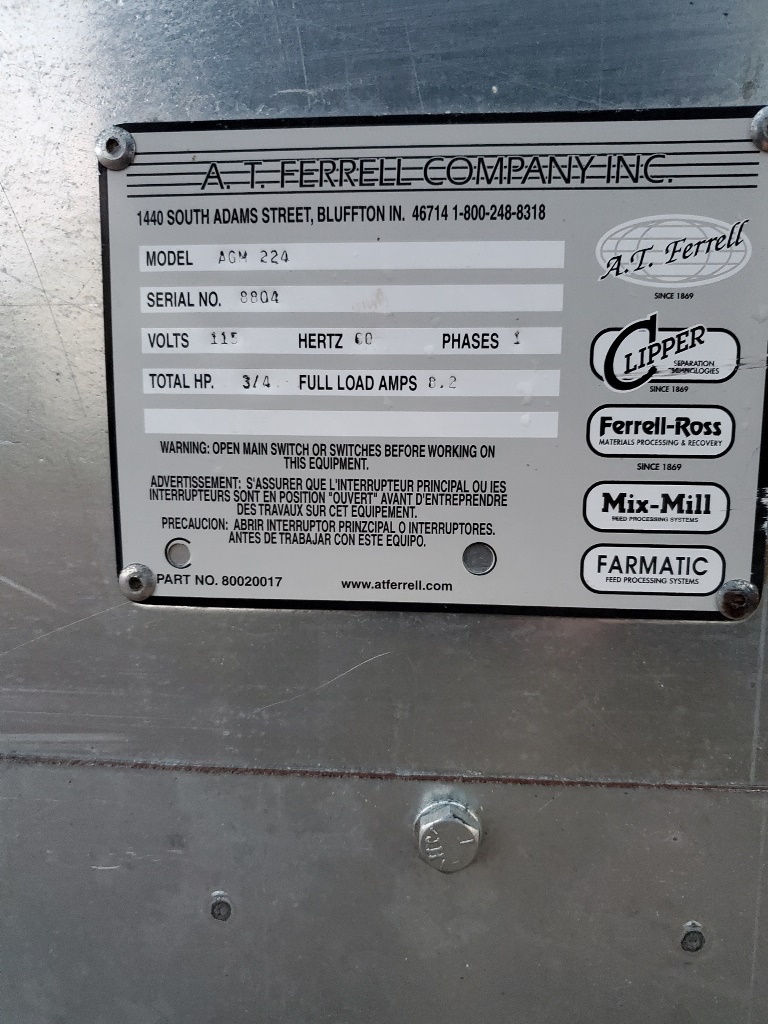 A. T. FERRELL COMPANY INC.
1440 SOUTH ADAMS STREET, BLUFFTON IN. 46714 1-800-248-8318
MODEL AGM 224
SERIAL NO. 8804
VOLTS 115 HERTZ 60 PHASES 1
TOTAL HP. 3/4 FULL LOAD AMPS 8.2
WARNING: OPEN MAIN SWITCH OR SWITCHES BEFORE WORKING ON
THIS EQUIPMENT.
ADVERTISSEMENT: S'ASSURER QUE L'INTERRUPTEUR PRINCIPAL OU IES
INTERRUPTEURS SONT EN POSITION "OUVERT" AVANT D'ENTREPRENDRE
DES TRAVAUX SUR CET EQUIPEMENT.
PRECAUCION: ABRIR INTERRUPTOR PRINZCIPAL O INTERRUPTORES.
ANTES DE TRABAJAR CON ESTE EQUIPO.
PART NO. 80020017 www.atferrell.com
A.T. Ferrell
SINCE 1869
CLIPPER
SEPARATION
TECHNOLOGIES
SINCE 1869
Ferrell-Ross
MATERIALS PROCESSING & RECOVERY
SINCE 1869
Mix-Mill
FEED PROCESSING SYSTEMS
FARMATIC
FEED PROCESSING SYSTEMS